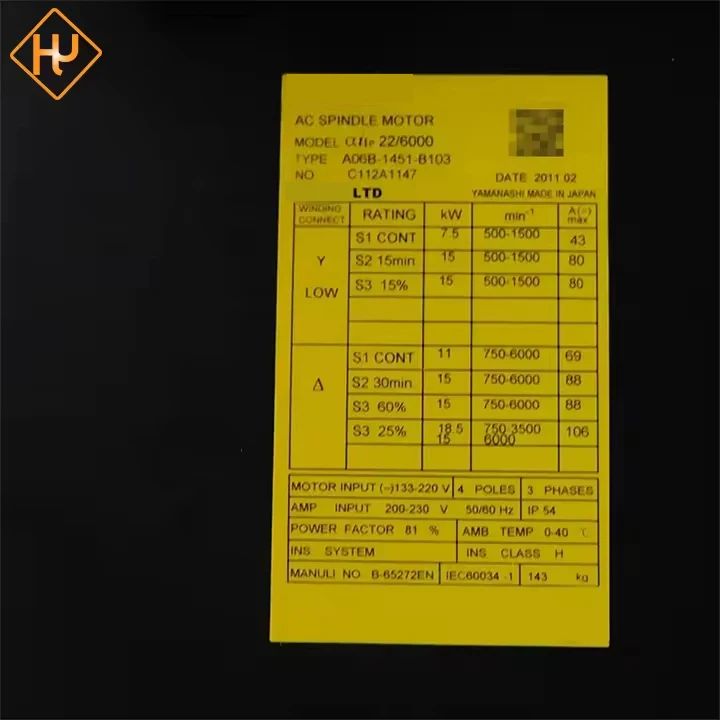 HY
AC SPINDLE MOTOR
MODEL αIIP 22/6000
TYPE A06B-1451-B103
NO C112A1147 DATE 2011.02
LTD YAMANASHI MADE IN JAPAN
WINDING CONNECT RATING kW min⁻¹ A(~) max
Y LOW
S1 CONT 7.5 500-1500 43
S2 15min 15 500-1500 80
S3 15% 15 500-1500 80
Δ
S1 CONT 11 750-6000 69
S2 30min 15 750-6000 88
S3 60% 15 750-6000 88
S3 25% 18.5 750-3500 106
15 6000
MOTOR INPUT (~)133-220 V 4 POLES 3 PHASES
AMP INPUT 200-230 V 50/60 Hz IP 54
POWER FACTOR 81 % AMB TEMP 0-40 ℃
INS SYSTEM INS CLASS H
MANULI NO B-65272EN IEC60034 -1 143 kg